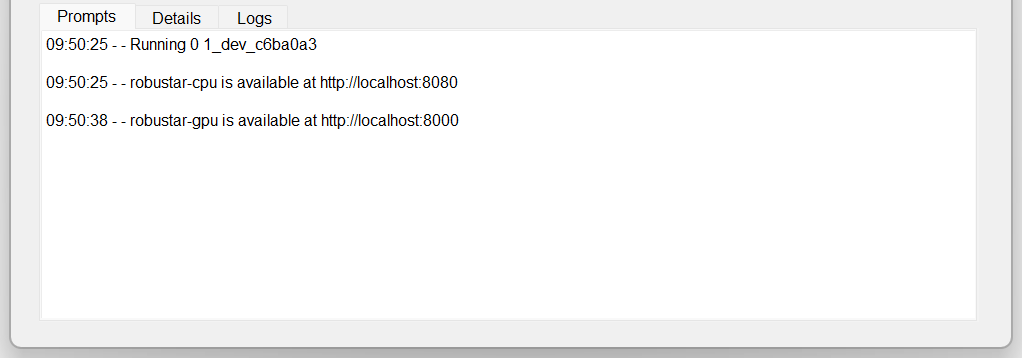 Prompts Details Logs
09:50:25 - - Running 0 1_dev_c6ba0a3
09:50:25 - - robustar-cpu is available at http://localhost:8080
09:50:38 - - robustar-gpu is available at http://localhost:8000